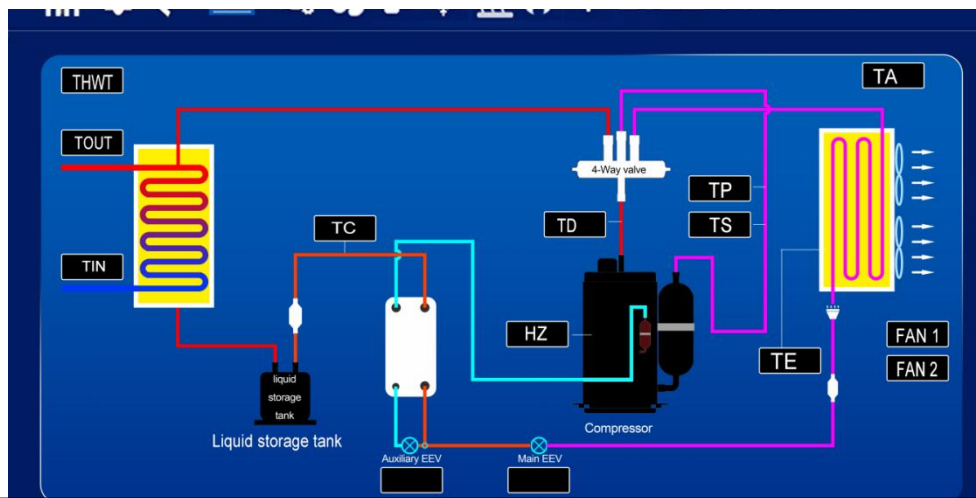 THWT
TA
TOUT
4-Way valve
TP
TD
TS
TC
TIN
HZ
FAN 1
TE
FAN 2
liquid
storage
tank
Liquid storage tank
Compressor
Auxiliary EEV
Main EEV